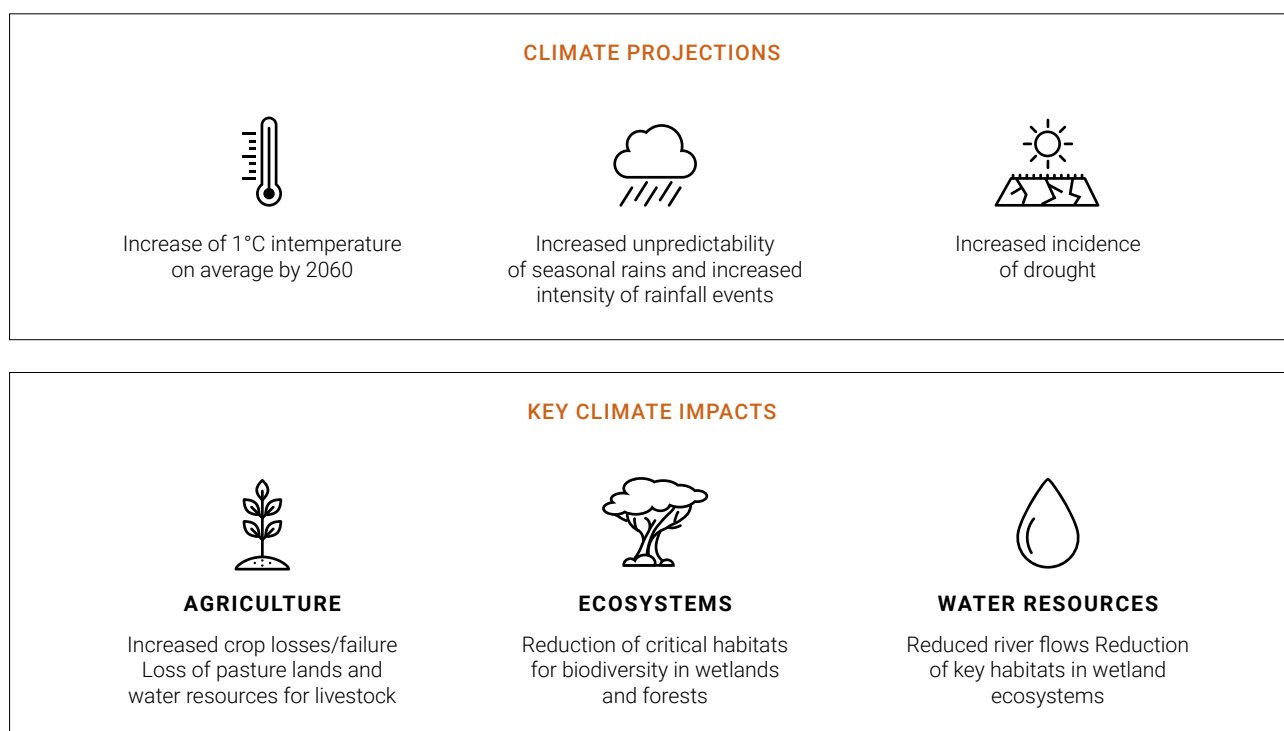 CLIMATE PROJECTIONS
Increase of 1°C intemperature
on average by 2060
Increased unpredictability
of seasonal rains and increased
intensity of rainfall events
Increased incidence
of drought
KEY CLIMATE IMPACTS
AGRICULTURE
Increased crop losses/failure
Loss of pasture lands and
water resources for livestock
ECOSYSTEMS
Reduction of critical habitats
for biodiversity in wetlands
and forests
WATER RESOURCES
Reduced river flows Reduction
of key habitats in wetland
ecosystems